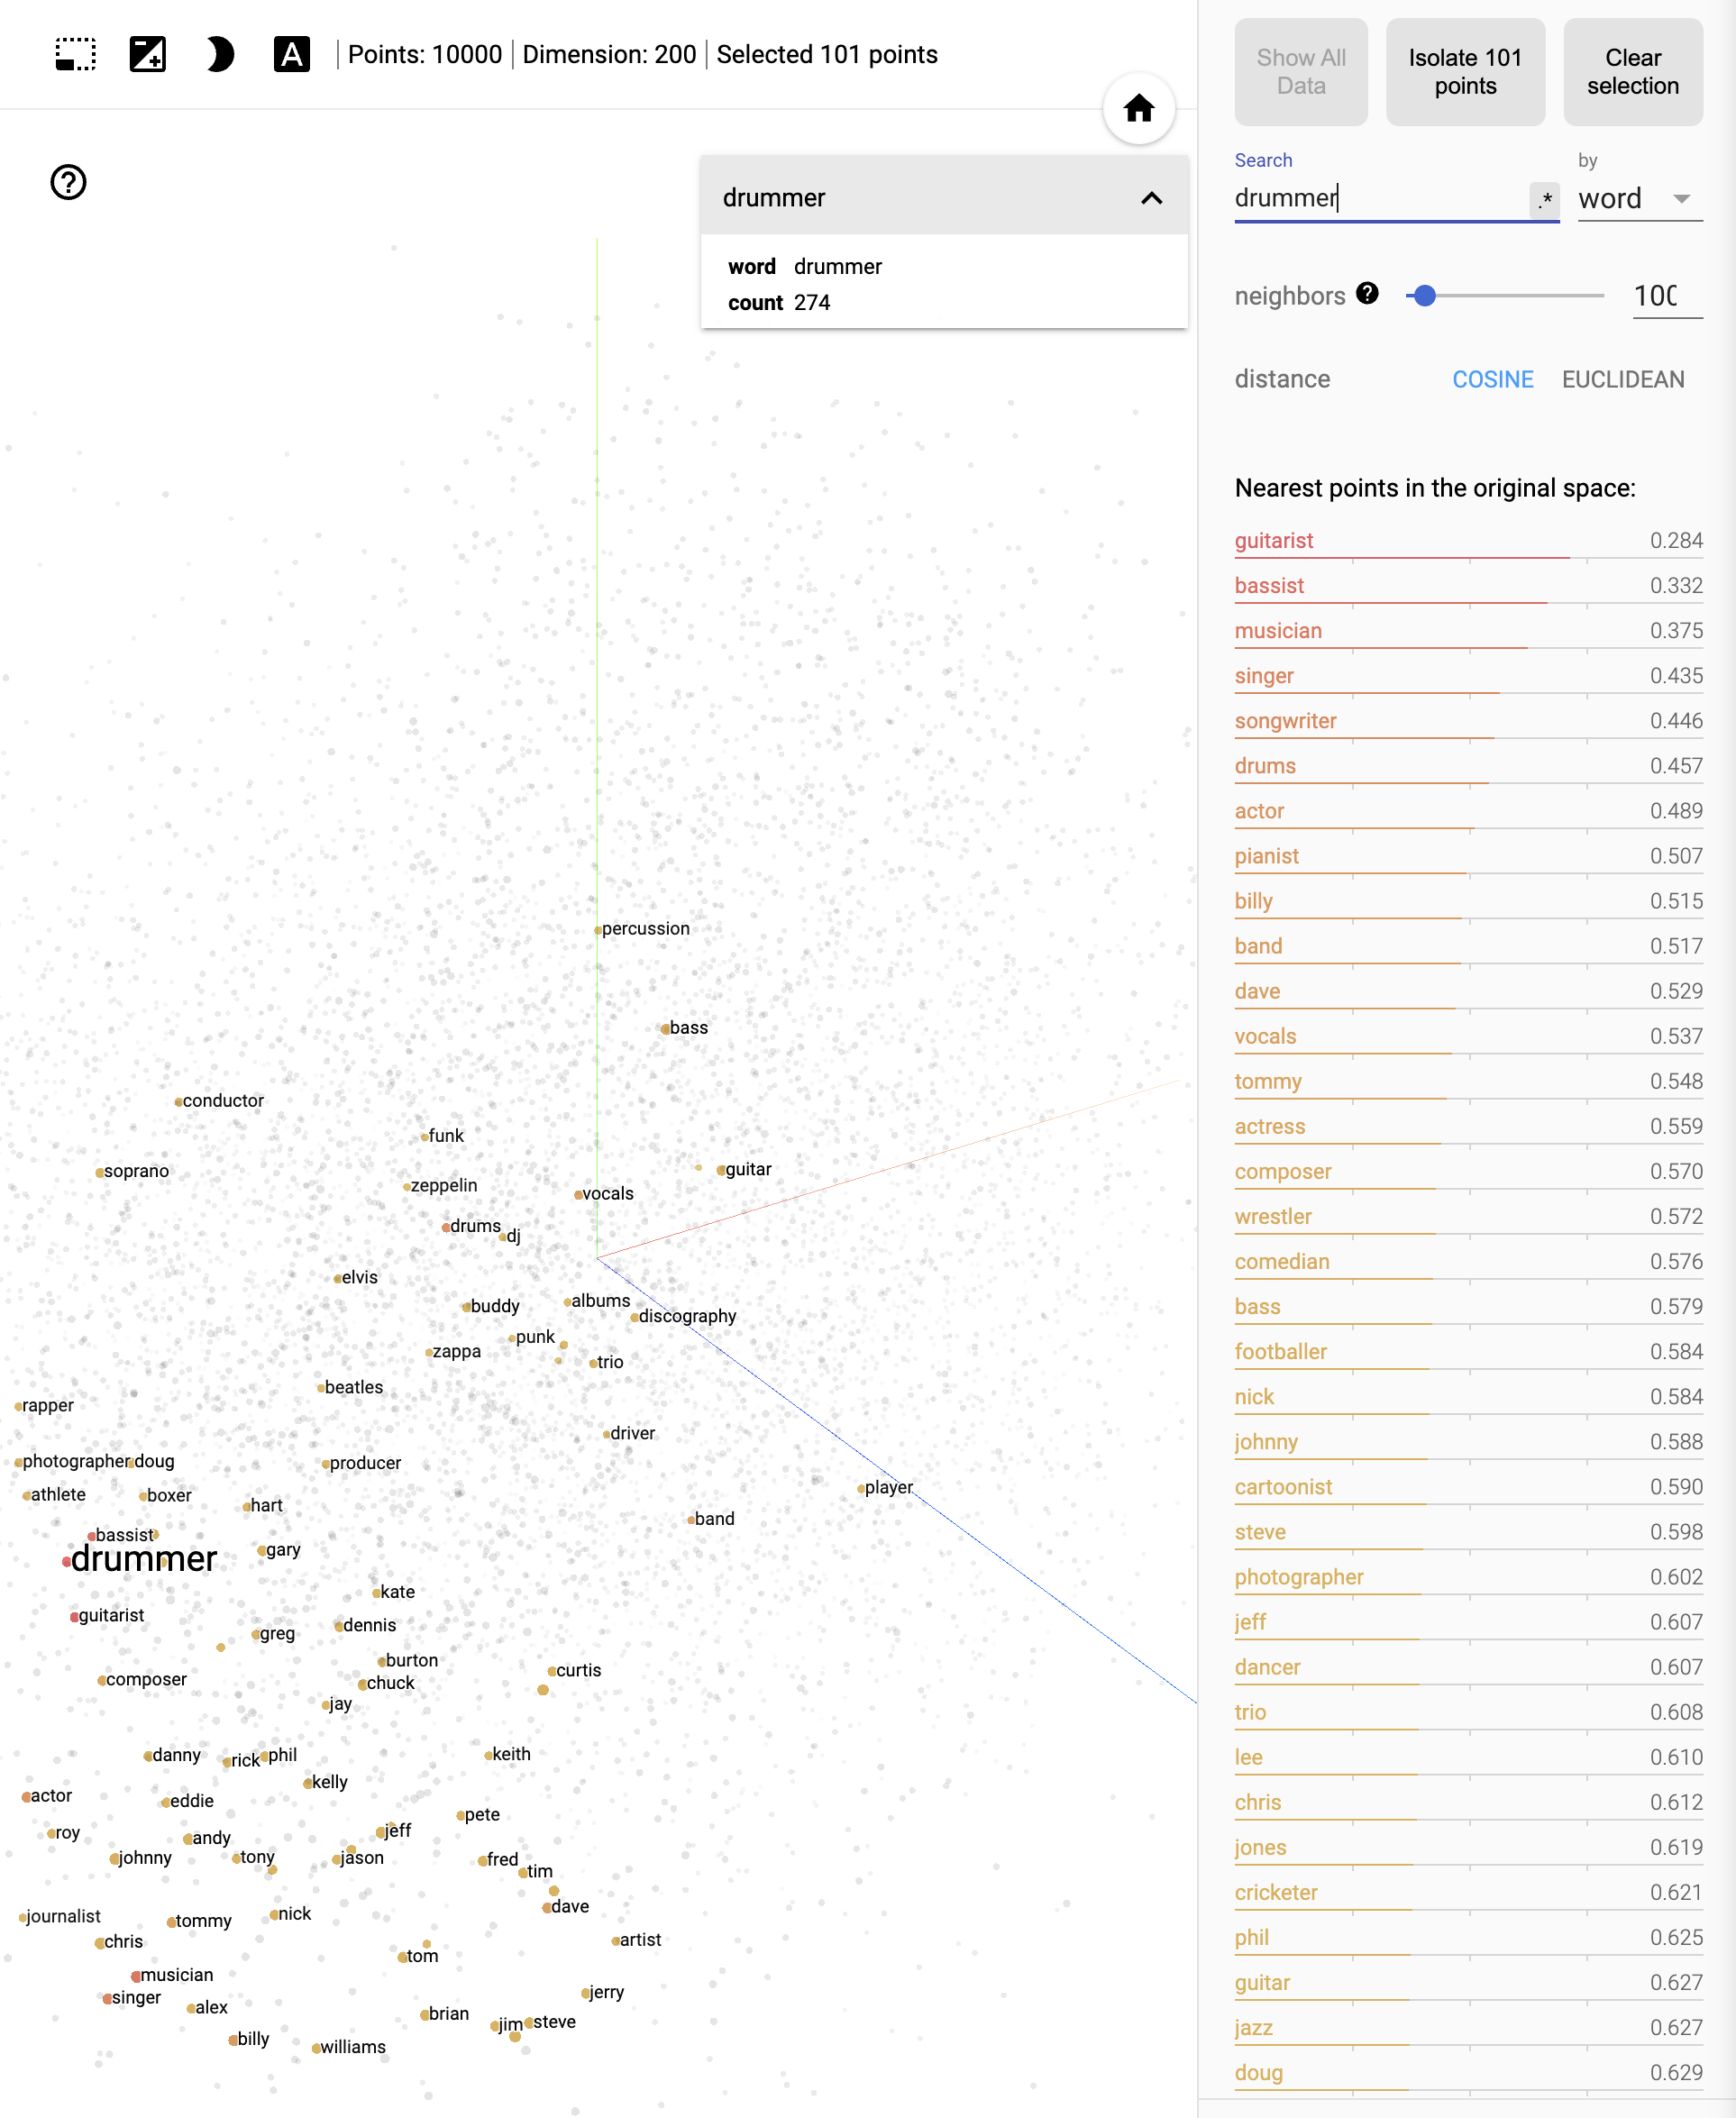 A
Points: 10000 | Dimension: 200 | Selected 101 points
drummer
word drummer
count 274
percussion
bass
conductor
funk
soprano
guitar
zeppelin
vocals
drums
dj
elvis
albums
buddy
discography
punk
zappa
trio
beatles
rapper
driver
photographer
doug
producer
player
athlete
boxer
hart
band
bassist
gary
drummer
kate
guitarist
dennis
greg
burton
curtis
composer
chuck
jay
danny
rick
phil
keith
kelly
actor
eddie
pete
roy
andy
jeff
johnny
tony
jason
fred
tim
dave
journalist
tommy
nick
chris
artist
tom
musician
singer
jerry
alex
brian
jim
steve
billy
williams
Show All
Data
Isolate 101
points
Clear
selection
Search
by
drummer
.*
word
neighbors
100
distance
COSINE
EUCLIDEAN
Nearest points in the original space:
guitarist 0.284
bassist 0.332
musician 0.375
singer 0.435
songwriter 0.446
drums 0.457
actor 0.489
pianist 0.507
billy 0.515
band 0.517
dave 0.529
vocals 0.537
tommy 0.548
actress 0.559
composer 0.570
wrestler 0.572
comedian 0.576
bass 0.579
footballer 0.584
nick 0.584
johnny 0.588
cartoonist 0.590
steve 0.598
photographer 0.602
jeff 0.607
dancer 0.607
trio 0.608
lee 0.610
chris 0.612
jones 0.619
cricketer 0.621
phil 0.625
guitar 0.627
jazz 0.627
doug 0.629